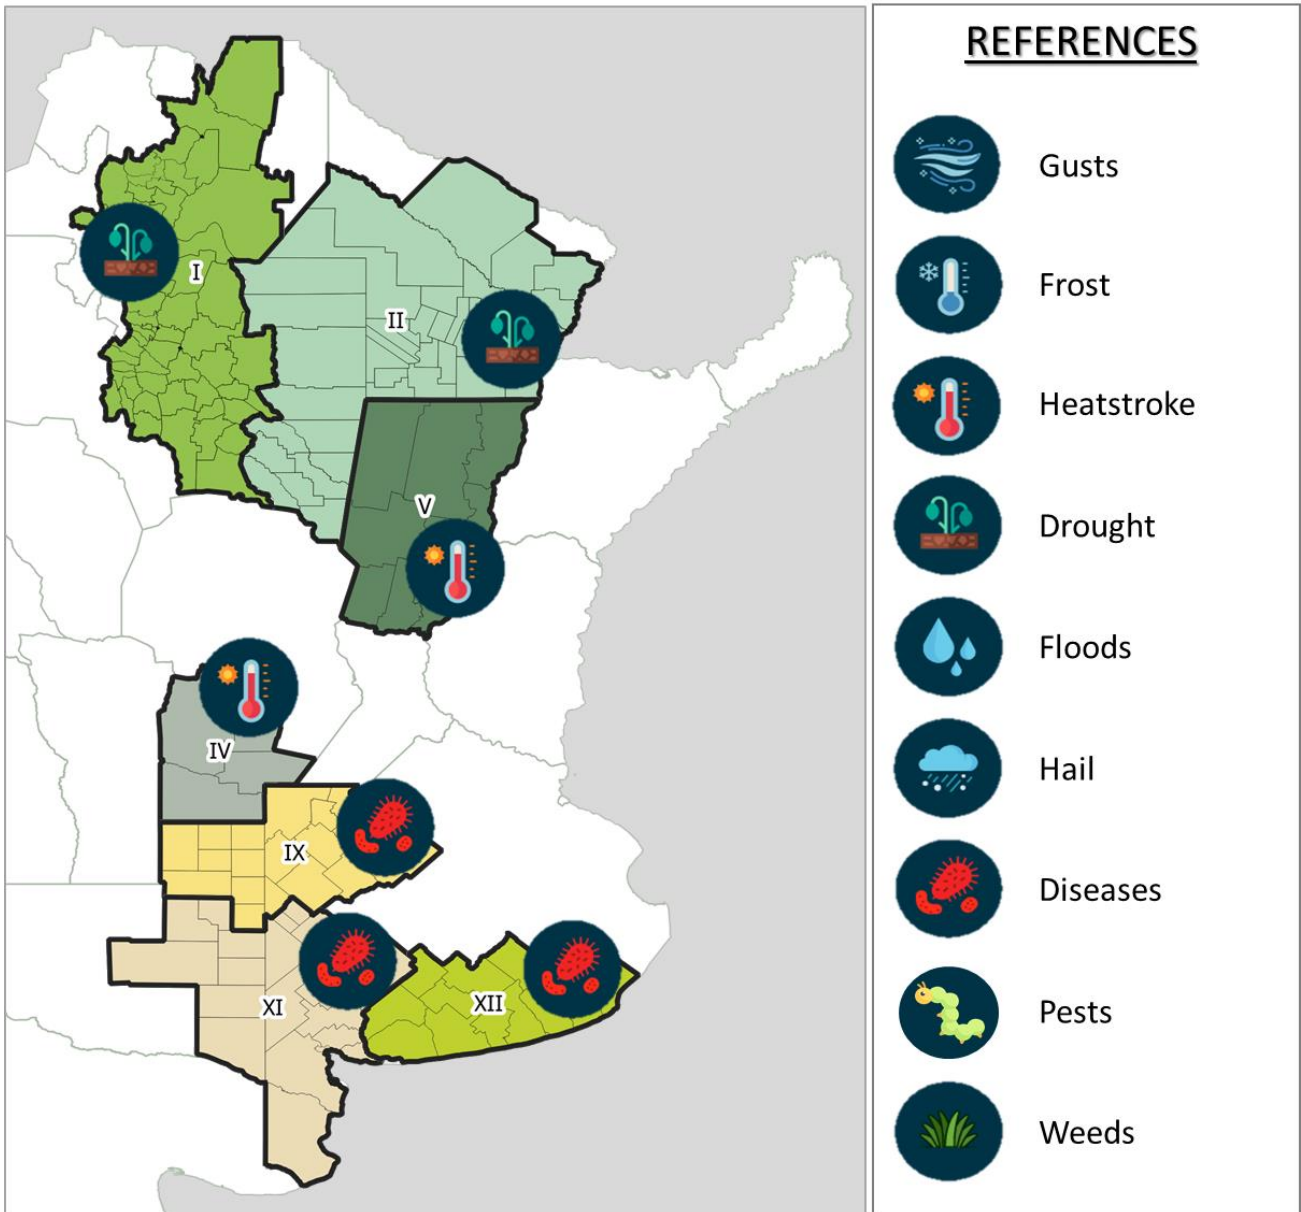 REFERENCES
Gusts
Frost
Heatstroke
Drought
Floods
Hail
Diseases
Pests
Weeds
I
II
V
IV
IX
XI
XII